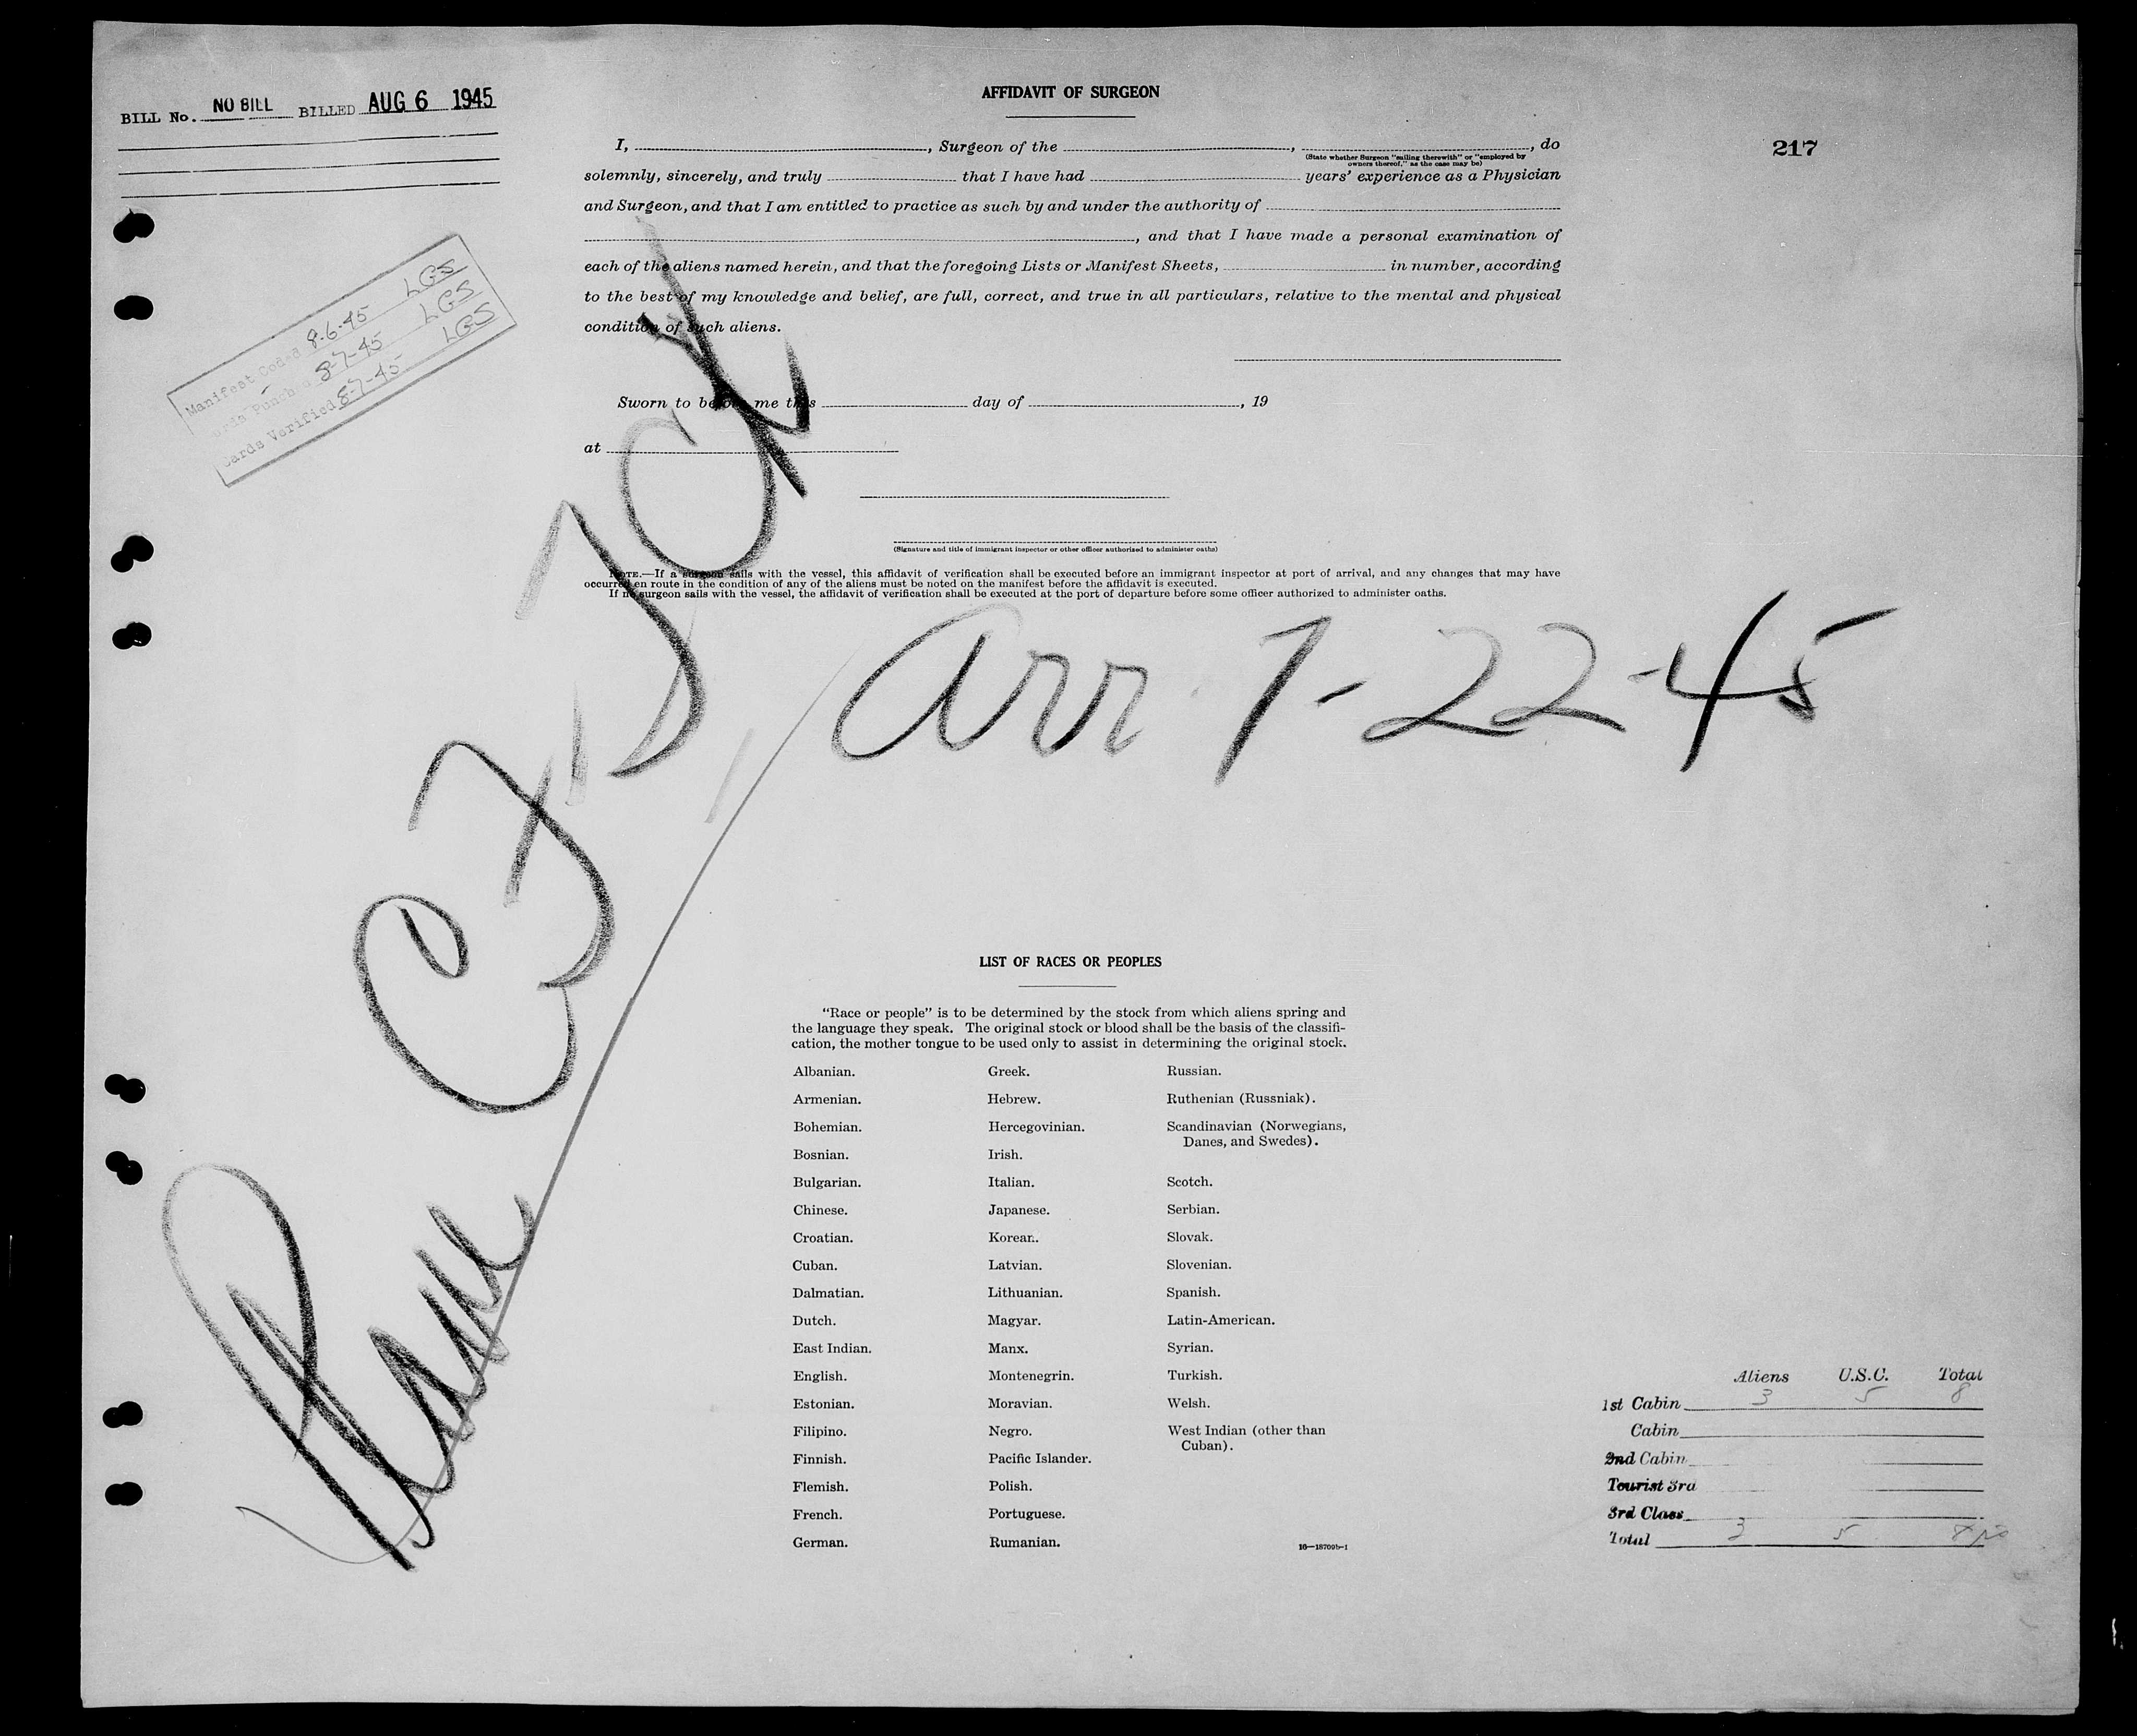 BILL No. NO BILL BILLED AUG 6 1945
AFFIDAVIT OF SURGEON
217
I, , Surgeon of the , , do
(State whether Surgeon "sailing therewith" or "employed by
owners thereof," as the case may be)
solemnly, sincerely, and truly that I have had years' experience as a Physician
and Surgeon, and that I am entitled to practice as such by and under the authority of
, and that I have made a personal examination of
each of the aliens named herein, and that the foregoing Lists or Manifest Sheets, in number, according
to the best of my knowledge and belief, are full, correct, and true in all particulars, relative to the mental and physical
condition of such aliens.
Manifest Coded 8-6-45 LGS
Cards Punch 8-7-45 LGS
Cards Verified 8-7-45 LGS
Sworn to before me this day of , 19
at
(Signature and title of immigrant inspector or other officer authorized to administer oaths)
NOTE.—If a surgeon sails with the vessel, this affidavit of verification shall be executed before an immigrant inspector at port of arrival, and any changes that may have
occurred en route in the condition of any of the aliens must be noted on the manifest before the affidavit is executed.
If no surgeon sails with the vessel, the affidavit of verification shall be executed at the port of departure before some officer authorized to administer oaths.
Plane
arr 7-22-45
LIST OF RACES OR PEOPLES
"Race or people" is to be determined by the stock from which aliens spring and
the language they speak. The original stock or blood shall be the basis of the classifi-
cation, the mother tongue to be used only to assist in determining the original stock.
Albanian. Greek. Russian.
Armenian. Hebrew. Ruthenian (Russniak).
Bohemian. Hercegovinian. Scandinavian (Norwegians,
Danes, and Swedes).
Bosnian. Irish.
Bulgarian. Italian. Scotch.
Chinese. Japanese. Serbian.
Croatian. Korean. Slovak.
Cuban. Latvian. Slovenian.
Dalmatian. Lithuanian. Spanish.
Dutch. Magyar. Latin-American.
East Indian. Manx. Syrian.
English. Montenegrin. Turkish.
Estonian. Moravian. Welsh.
Filipino. Negro. West Indian (other than
Cuban).
Finnish. Pacific Islander.
Flemish. Polish.
French. Portuguese.
German. Rumanian.
16—18709b-1
Aliens U.S.C. Total
1st Cabin 3 5 8
Cabin
2nd Cabin
Tourist 3rd
3rd Class
Total 3 5 8